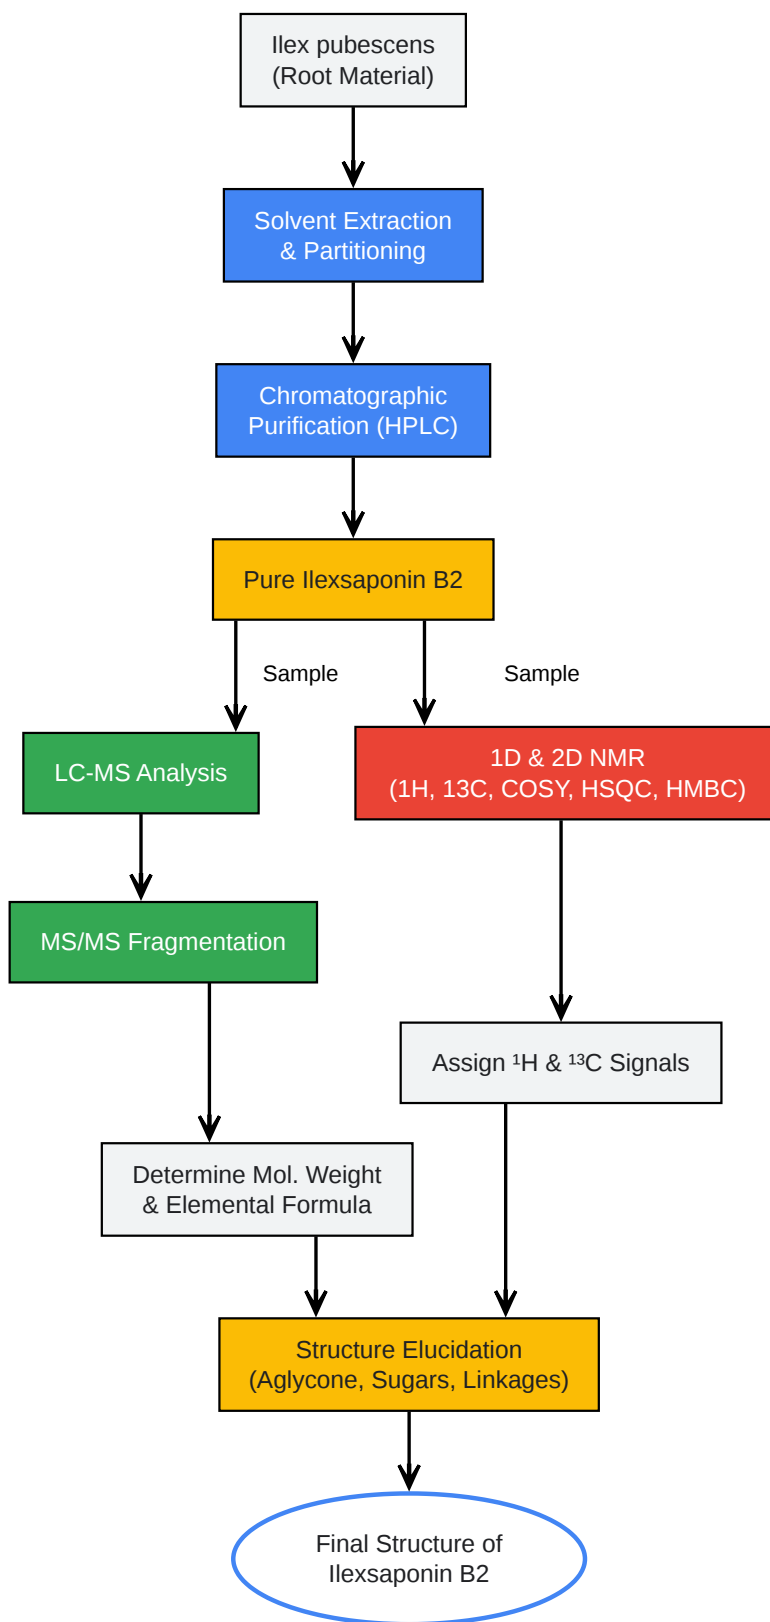 Ilex pubescens
(Root Material)
Solvent Extraction
& Partitioning
Chromatographic
Purification (HPLC)
Pure Ilexsaponin B2
Sample
Sample
LC-MS Analysis
1D & 2D NMR
(1H, 13C, COSY, HSQC, HMBC)
MS/MS Fragmentation
Assign ¹H & ¹³C Signals
Determine Mol. Weight
& Elemental Formula
Structure Elucidation
(Aglycone, Sugars, Linkages)
Final Structure of
Ilexsaponin B2